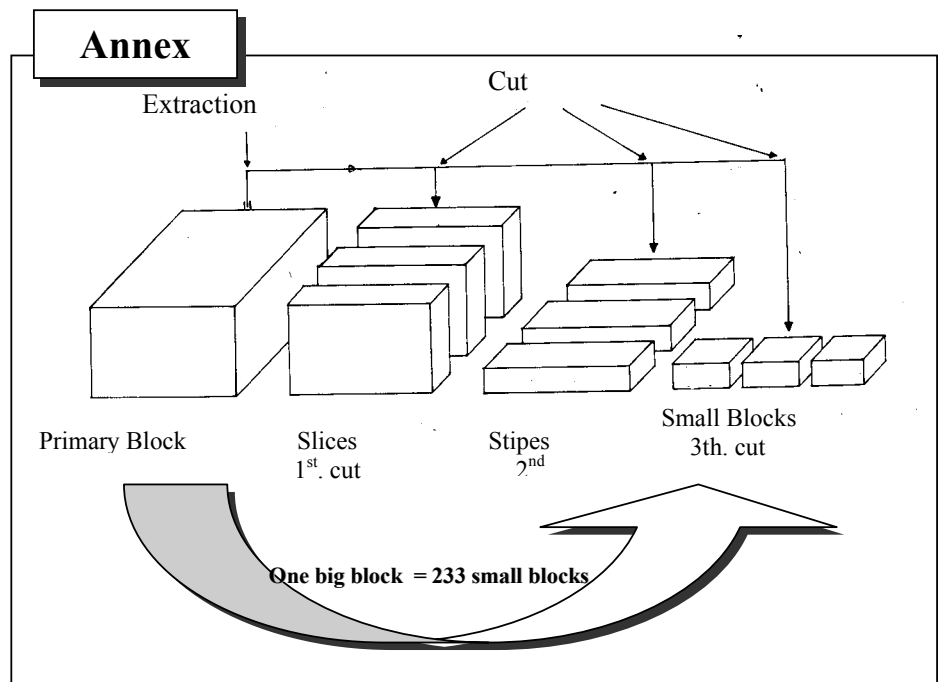 Annex
Extraction
Cut
Primary Block
Slices
1st. cut
Stipes
2nd
Small Blocks
3th. cut
One big block = 233 small blocks